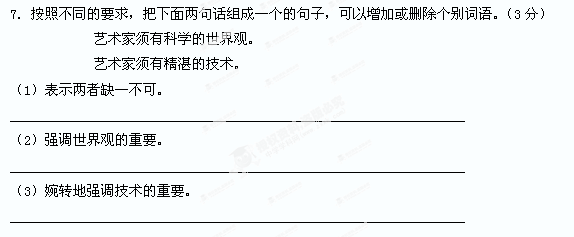 7. 按照不同的要求，把下面两句话组成一个的句子，可以增加或删除个别词语。（3 分）
艺术家须有科学的世界观。
艺术家须有精湛的技术。
（1）表示两者缺一不可。
（2）强调世界观的重要。
（3）婉转地强调技术的重要。